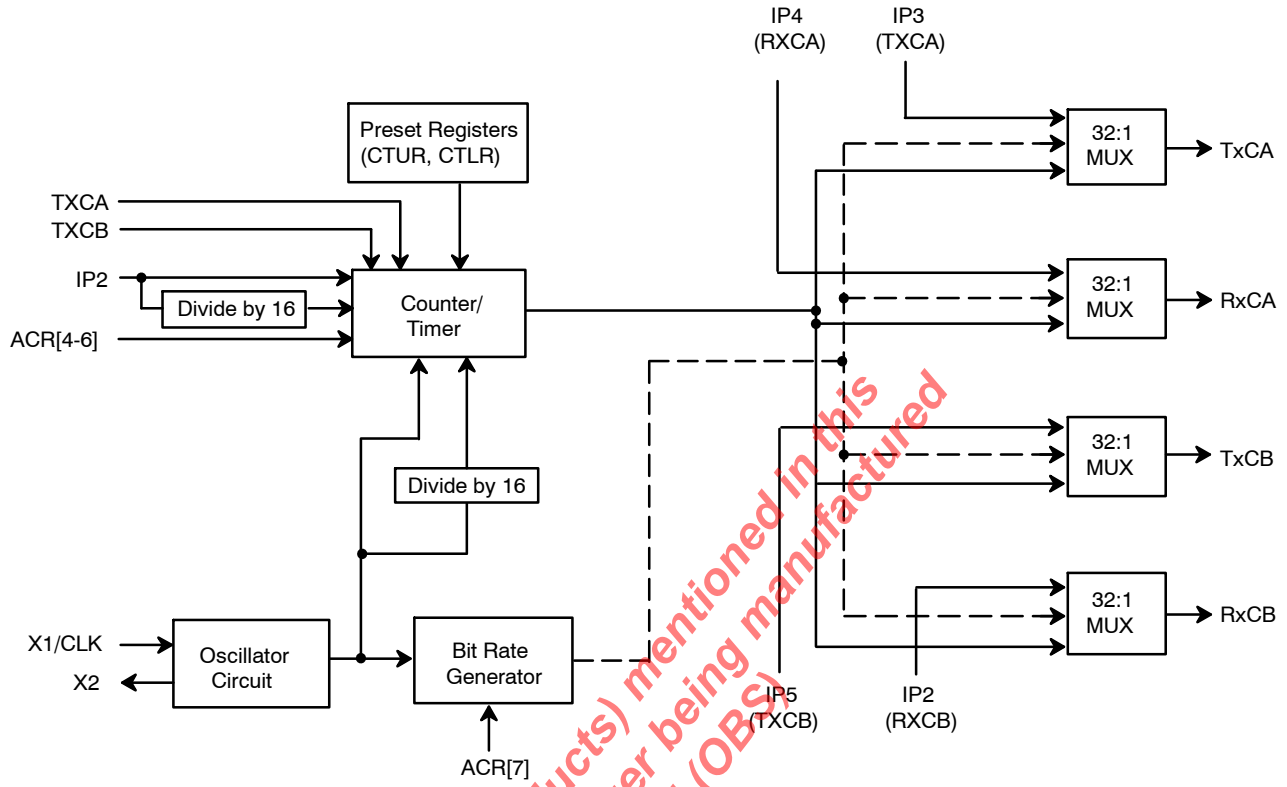 IP4
(RXCA)
IP3
(TXCA)
Preset Registers
(CTUR, CTLR)
32:1
MUX
TxCA
TXCA
TXCB
IP2
Divide by 16
ACR[4-6]
Counter/
Timer
32:1
MUX
RxCA
Divide by 16
32:1
MUX
TxCB
X1/CLK
X2
Oscillator
Circuit
Bit Rate
Generator
ACR[7]
32:1
MUX
RxCB
IP5
(TXCB)
IP2
(RXCB)
mentioned in this
being manufactured
(OBS)